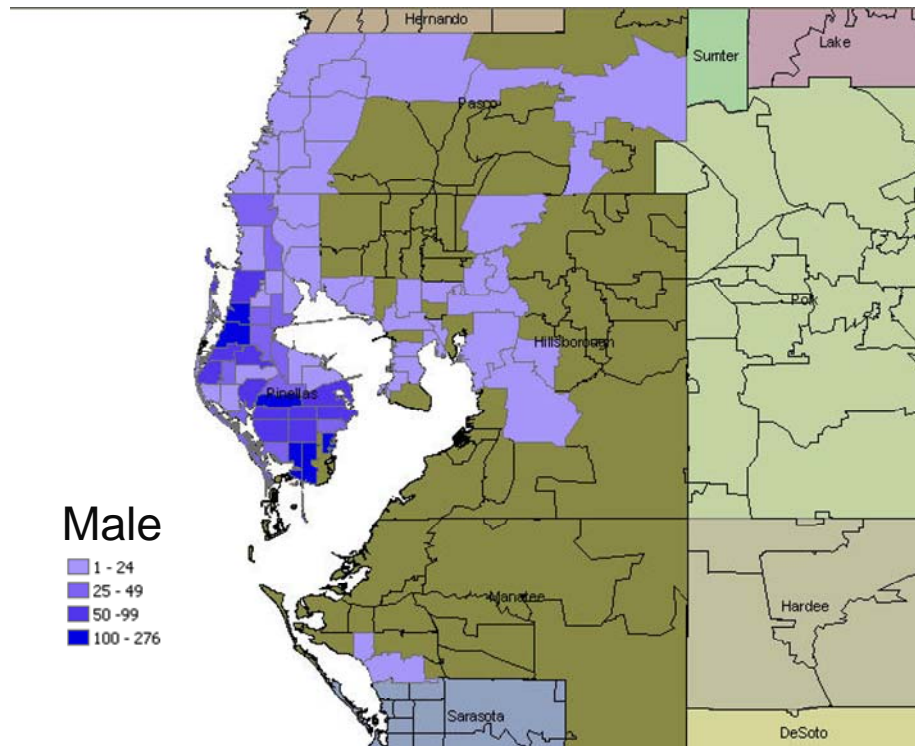 Hernando
Lake
Sumter
Pasco
Polk
Hillsborough
Pinellas
Male
1 - 24
25 - 49
50 -99
100 - 276
Manatee
Hardee
Sarasota
DeSoto